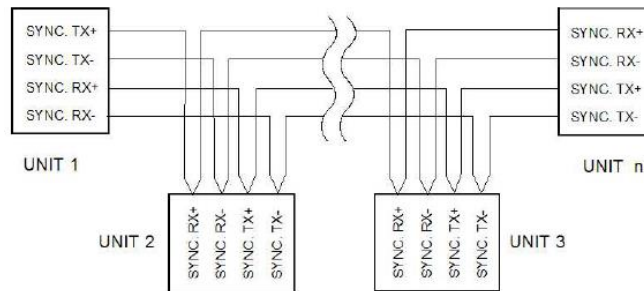 SYNC. TX+
SYNC. TX-
SYNC. RX+
SYNC. RX-
UNIT 1
SYNC. RX+
SYNC. RX-
SYNC. TX+
SYNC. TX-
UNIT n
UNIT 2
SYNC. RX+
SYNC. RX-
SYNC. TX+
SYNC. TX-
SYNC. RX+
SYNC. RX-
SYNC. TX+
SYNC. TX-
UNIT 3